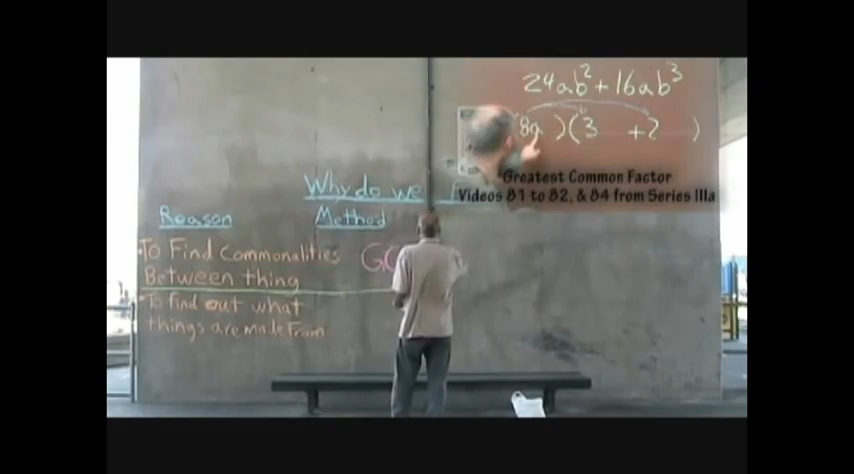 24ab²+16ab³
(8a )(3 +2 )
Greatest Common Factor
Videos 81 to 82, & 84 from Series IIIa
Why do we
Reason
Method
•To Find Commonalities
Between thing
•To find out what
things are made From